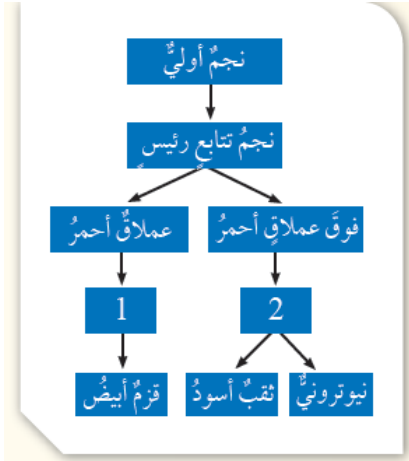 نجمٌ أوليٌّ
نجمُ تتابعٍ رئيسٍ
عملاقٌ أحمرُ
فوقَ عملاقٍ أحمرُ
1
2
قزمٌ أبيضُ
ثقبٌ أسودُ
نيوترونيٌّ